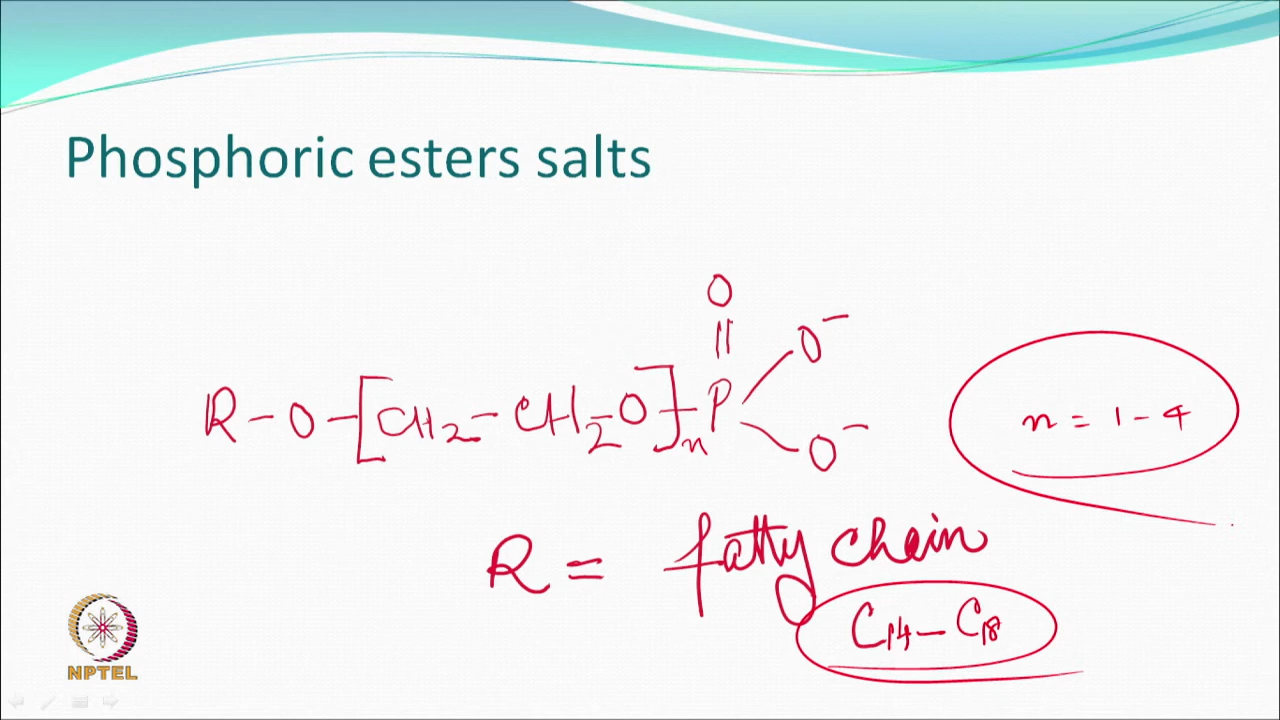 Phosphoric esters salts
O
||
R-O-[CH2-CH2-O]n-P
O-
O-
n = 1-4
R = fatty chain
C14-C18
NPTEL